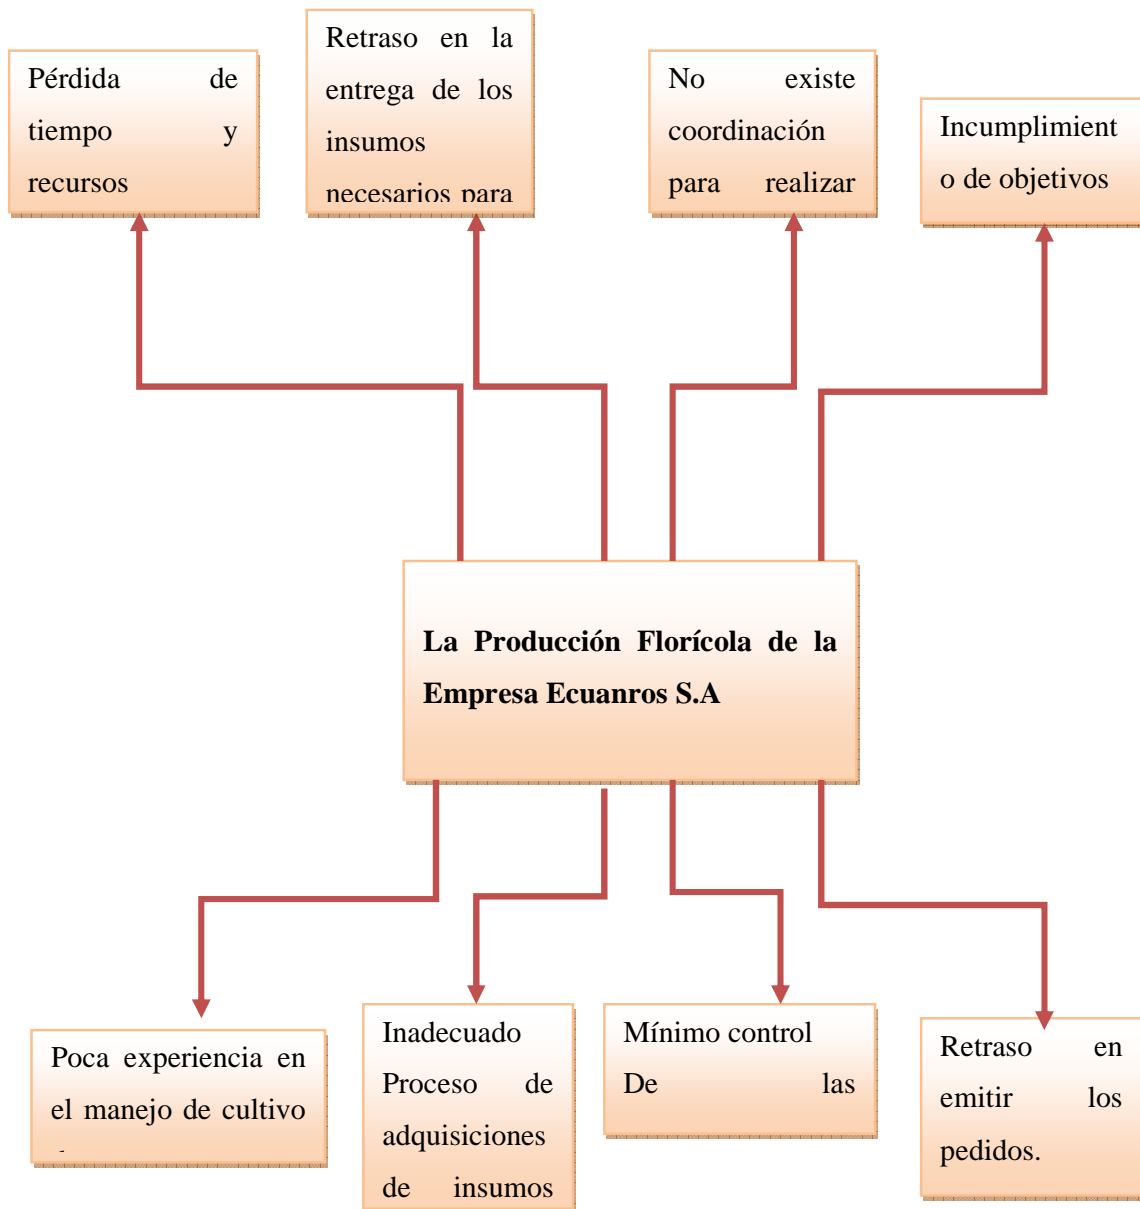 Pérdida de
tiempo y
recursos
Retraso en la
entrega de los
insumos
necesarios para
No existe
coordinación
para realizar
Incumplimient
o de objetivos
La Producción Florícola de la
Empresa Ecuanros S.A
Poca experiencia en
el manejo de cultivo
Inadecuado
Proceso de
adquisiciones
de insumos
Mínimo control
De las
Retraso en
emitir los
pedidos.